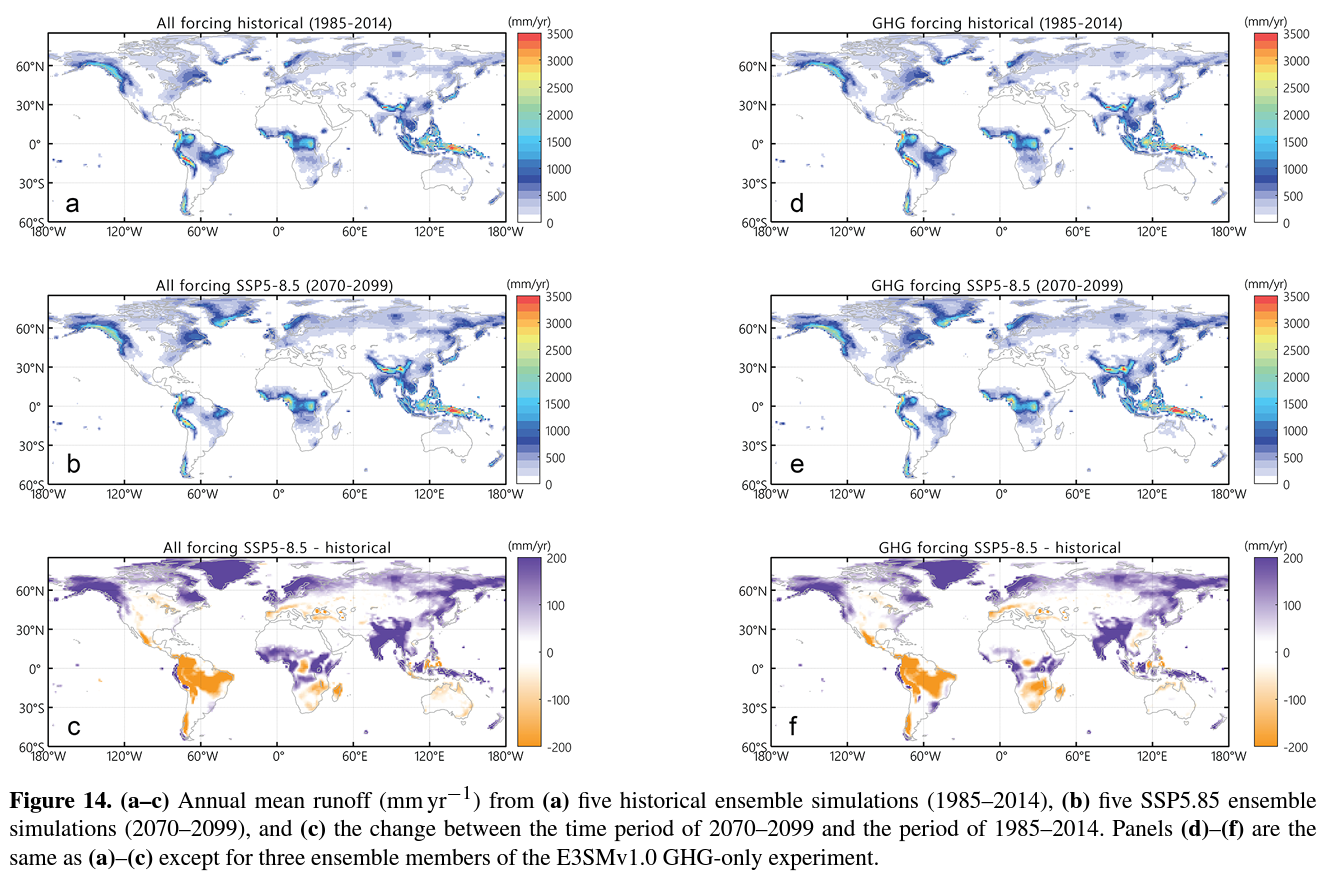 All forcing historical (1985-2014)
(mm/yr)
60°N
30°N
0°
30°S
60°S
180°W
120°W
60°W
0°
60°E
120°E
180°W
3500
3000
2500
2000
1500
1000
500
0
a
GHG forcing historical (1985-2014)
(mm/yr)
60°N
30°N
0°
30°S
60°S
180°W
120°W
60°W
0°
60°E
120°E
180°W
3500
3000
2500
2000
1500
1000
500
0
d
All forcing SSP5-8.5 (2070-2099)
(mm/yr)
60°N
30°N
0°
30°S
60°S
180°W
120°W
60°W
0°
60°E
120°E
180°W
3500
3000
2500
2000
1500
1000
500
0
b
GHG forcing SSP5-8.5 (2070-2099)
(mm/yr)
60°N
30°N
0°
30°S
60°S
180°W
120°W
60°W
0°
60°E
120°E
180°W
3500
3000
2500
2000
1500
1000
500
0
e
All forcing SSP5-8.5 - historical
(mm/yr)
60°N
30°N
0°
30°S
60°S
180°W
120°W
60°W
0°
60°E
120°E
180°W
200
100
0
-100
-200
c
GHG forcing SSP5-8.5 - historical
(mm/yr)
60°N
30°N
0°
30°S
60°S
180°W
120°W
60°W
0°
60°E
120°E
180°W
200
100
0
-100
-200
f
Figure 14. (a–c) Annual mean runoff (mm yr⁻¹) from (a) five historical ensemble simulations (1985–2014), (b) five SSP5.85 ensemble
simulations (2070–2099), and (c) the change between the time period of 2070–2099 and the period of 1985–2014. Panels (d)–(f) are the
same as (a)–(c) except for three ensemble members of the E3SMv1.0 GHG-only experiment.